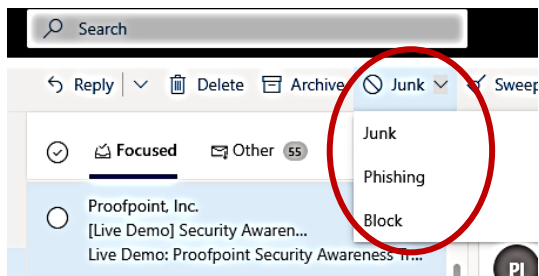 Search
Reply Delete Archive Junk Sweep
Junk
Phishing
Block
Focused Other 55
Proofpoint, Inc.
[Live Demo] Security Awaren...
Live Demo: Proofpoint Security Awareness Tr...
PI